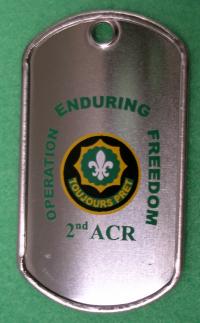 OPERATION ENDURING FREEDOM
TOUJOURS PRET
2nd ACR